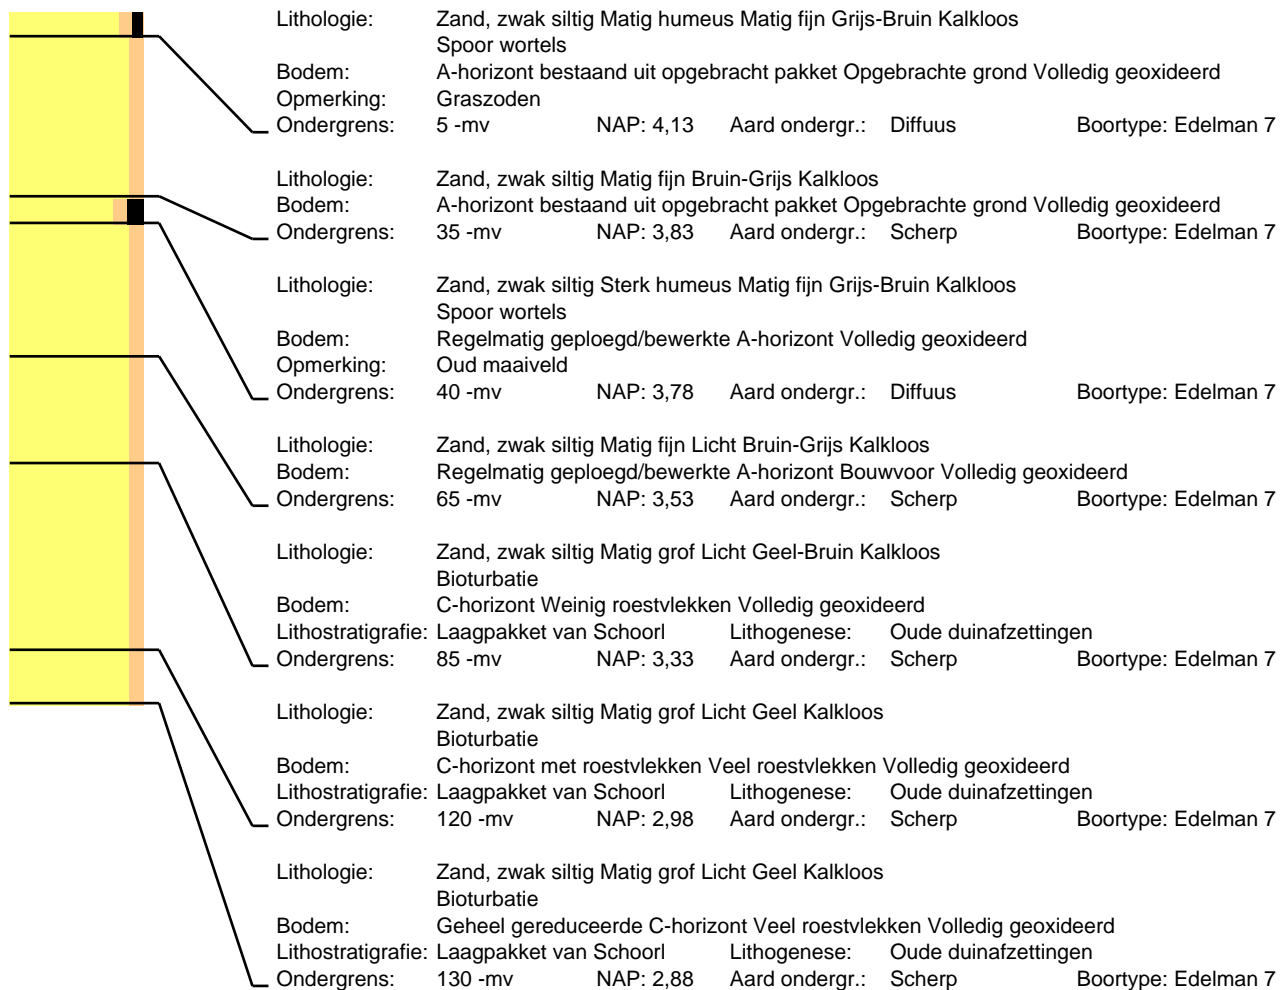 Lithologie: Zand, zwak siltig Matig humeus Matig fijn Grijs-Bruin Kalkloos
Spoor wortels
Bodem: A-horizont bestaand uit opgebracht pakket Opgebrachte grond Volledig geoxideerd
Opmerking: Graszoden
Ondergrens: 5 -mv NAP: 4,13 Aard ondergr.: Diffuus Boortype: Edelman 7
Lithologie: Zand, zwak siltig Matig fijn Bruin-Grijs Kalkloos
Bodem: A-horizont bestaand uit opgebracht pakket Opgebrachte grond Volledig geoxideerd
Ondergrens: 35 -mv NAP: 3,83 Aard ondergr.: Scherp Boortype: Edelman 7
Lithologie: Zand, zwak siltig Sterk humeus Matig fijn Grijs-Bruin Kalkloos
Spoor wortels
Bodem: Regelmatig geploegd/bewerkte A-horizont Volledig geoxideerd
Opmerking: Oud maaiveld
Ondergrens: 40 -mv NAP: 3,78 Aard ondergr.: Diffuus Boortype: Edelman 7
Lithologie: Zand, zwak siltig Matig fijn Licht Bruin-Grijs Kalkloos
Bodem: Regelmatig geploegd/bewerkte A-horizont Bouwvoor Volledig geoxideerd
Ondergrens: 65 -mv NAP: 3,53 Aard ondergr.: Scherp Boortype: Edelman 7
Lithologie: Zand, zwak siltig Matig grof Licht Geel-Bruin Kalkloos
Bioturbatie
Bodem: C-horizont Weinig roestvlekken Volledig geoxideerd
Lithostratigrafie: Laagpakket van Schoorl Lithogenese: Oude duinafzettingen
Ondergrens: 85 -mv NAP: 3,33 Aard ondergr.: Scherp Boortype: Edelman 7
Lithologie: Zand, zwak siltig Matig grof Licht Geel Kalkloos
Bioturbatie
Bodem: C-horizont met roestvlekken Veel roestvlekken Volledig geoxideerd
Lithostratigrafie: Laagpakket van Schoorl Lithogenese: Oude duinafzettingen
Ondergrens: 120 -mv NAP: 2,98 Aard ondergr.: Scherp Boortype: Edelman 7
Lithologie: Zand, zwak siltig Matig grof Licht Geel Kalkloos
Bioturbatie
Bodem: Geheel gereduceerde C-horizont Veel roestvlekken Volledig geoxideerd
Lithostratigrafie: Laagpakket van Schoorl Lithogenese: Oude duinafzettingen
Ondergrens: 130 -mv NAP: 2,88 Aard ondergr.: Scherp Boortype: Edelman 7